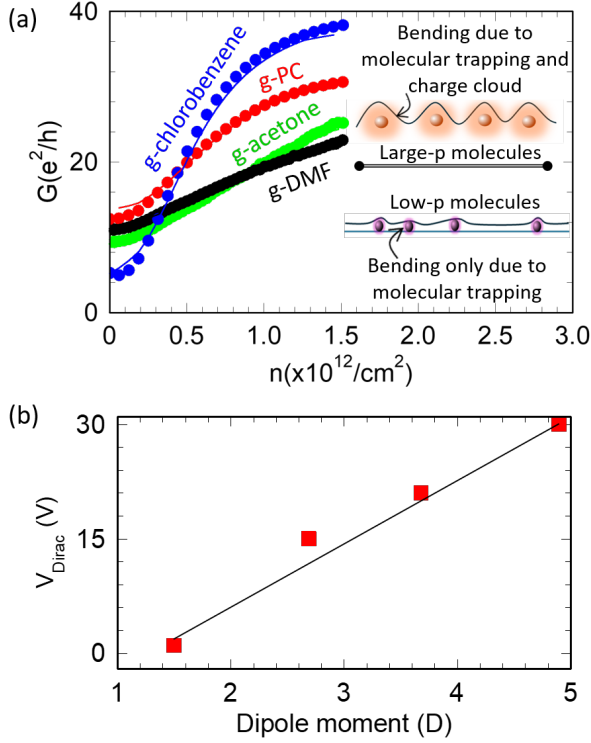 (a)
40
20
0
G(e²/h)
g-chlorobenzene
g-PC
g-acetone
g-DMF
Bending due to
molecular trapping and
charge cloud
Large-p molecules
Low-p molecules
Bending only due to
molecular trapping
0.0 0.5 1.0 1.5 2.0 2.5 3.0
n(x10¹²/cm²)
(b)
30
15
0
V_Dirac (V)
1 2 3 4 5
Dipole moment (D)